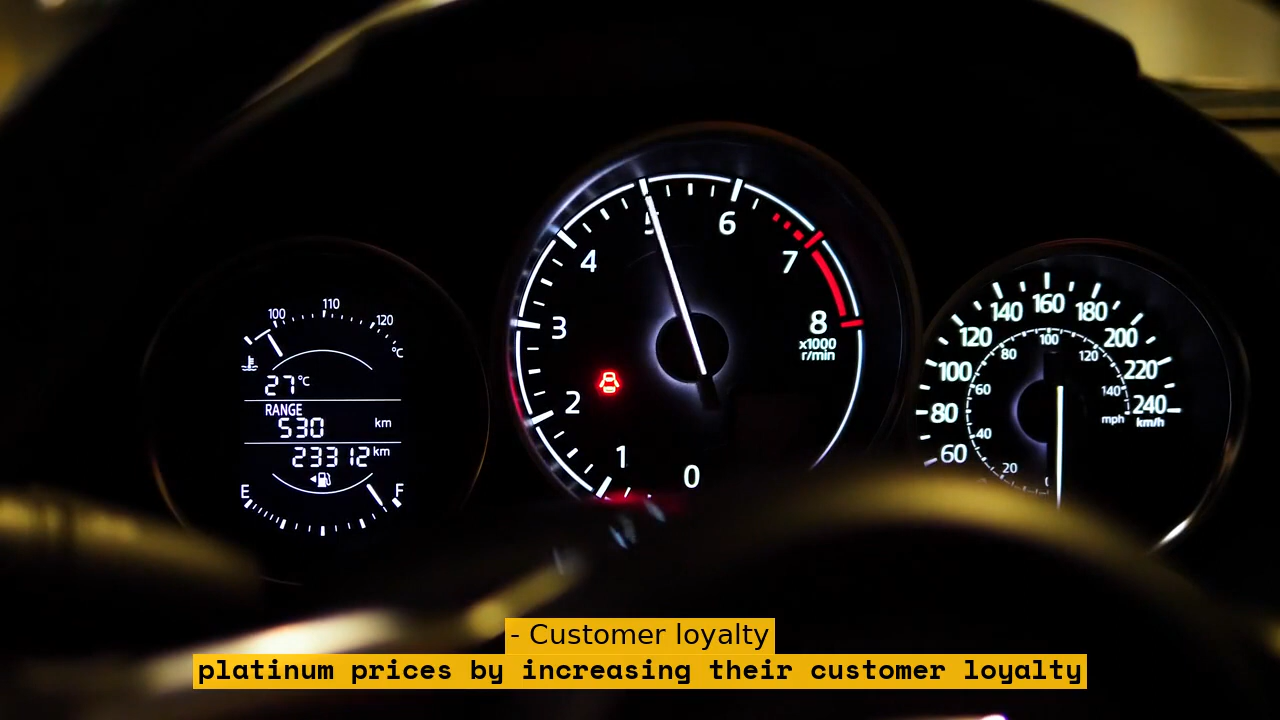 100 110 120
°C
27°C
RANGE
530 km
23312 km
E F
0 1 2 3 4 5 6 7 8
x1000
r/min
60 80 100 120 140 160 180 200 220 240
km/h
0 20 40 60 80 100 120 140
mph
- Customer loyalty
platinum prices by increasing their customer loyalty